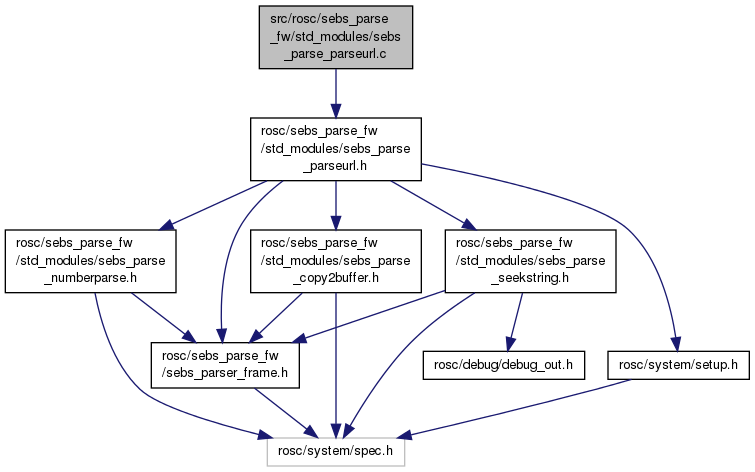 src/rosc/sebs_parse
_fw/std_modules/sebs
_parse_parseurl.c
rosc/sebs_parse_fw
/std_modules/sebs_parse
_parseurl.h
rosc/sebs_parse_fw
/std_modules/sebs_parse
_numberparse.h
rosc/sebs_parse_fw
/std_modules/sebs_parse
_copy2buffer.h
rosc/sebs_parse_fw
/std_modules/sebs_parse
_seekstring.h
rosc/sebs_parse_fw
/sebs_parser_frame.h
rosc/debug/debug_out.h
rosc/system/setup.h
rosc/system/spec.h